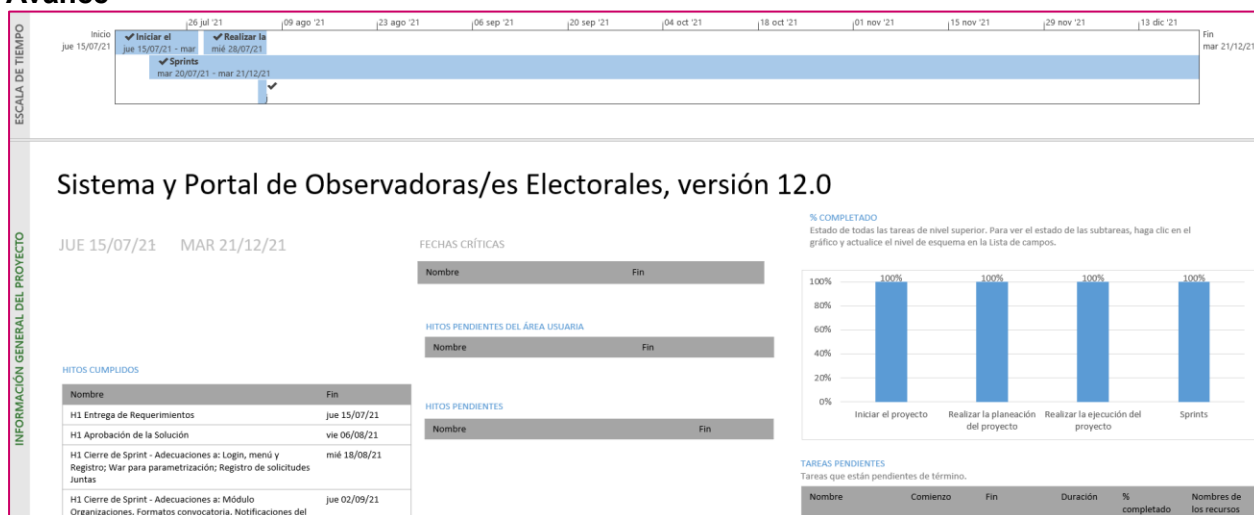 Avance
26 jul '21 09 ago '21 23 ago '21 06 sep '21 20 sep '21 04 oct '21 18 oct '21 01 nov '21 15 nov '21 29 nov '21 13 dic '21
ESCALA DE TIEMPO
Inicio
jue 15/07/21
Iniciar el
jue 15/07/21 - mar
Realizar la
mié 28/07/21
Sprints
mar 20/07/21 - mar 21/12/21
Fin
mar 21/12/21
INFORMACIÓN GENERAL DEL PROYECTO
Sistema y Portal de Observadoras/es Electorales, versión 12.0
JUE 15/07/21 MAR 21/12/21
HITOS CUMPLIDOS
Nombre Fin
H1 Entrega de Requerimientos jue 15/07/21
H1 Aprobación de la Solución vie 06/08/21
H1 Cierre de Sprint - Adecuaciones a: Login, menú y mié 18/08/21
Registro; War para parametrización; Registro de solicitudes
Juntas
H1 Cierre de Sprint - Adecuaciones a: Módulo jue 02/09/21
Organizaciones, Formatos convocatoria, Notificaciones del
FECHAS CRÍTICAS
Nombre Fin
HITOS PENDIENTES DEL ÁREA USUARIA
Nombre Fin
HITOS PENDIENTES
Nombre Fin
% COMPLETADO
Estado de todas las tareas de nivel superior. Para ver el estado de las subtareas, haga clic en el
gráfico y actualice el nivel de esquema en la Lista de campos.
100% 100% 100% 100%
100%
80%
60%
40%
20%
0%
Iniciar el proyecto
Realizar la planeación
del proyecto
Realizar la ejecución del
proyecto
Sprints
TAREAS PENDIENTES
Tareas que están pendientes de término.
Nombre Comienzo Fin Duración %
completado
Nombres de
los recursos